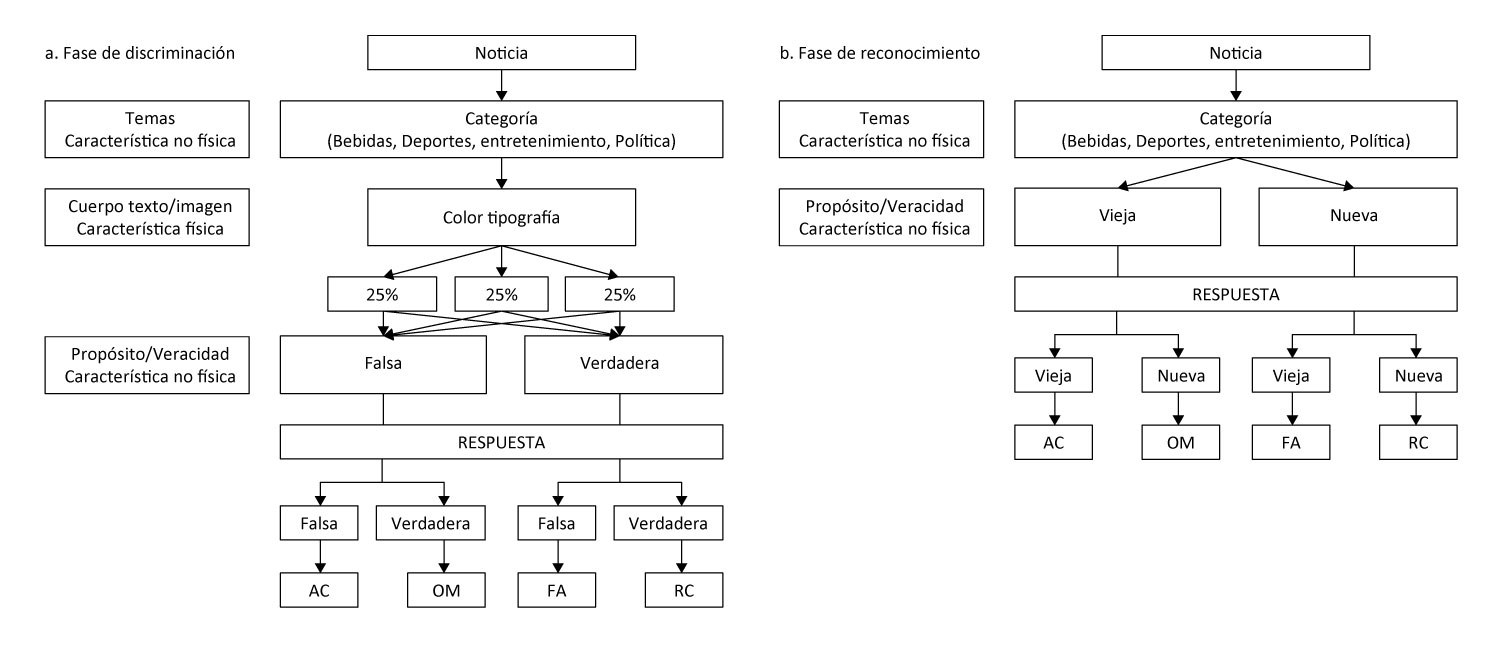 a. Fase de discriminación
Noticia
Temas
Característica no física
Categoría
(Bebidas, Deportes, entretenimiento, Política)
Cuerpo texto/imagen
Característica física
Color tipografía
25%
25%
25%
Propósito/Veracidad
Característica no física
Falsa
Verdadera
RESPUESTA
Falsa
Verdadera
Falsa
Verdadera
AC
OM
FA
RC
b. Fase de reconocimiento
Noticia
Temas
Característica no física
Categoría
(Bebidas, Deportes, entretenimiento, Política)
Propósito/Veracidad
Característica no física
Vieja
Nueva
RESPUESTA
Vieja
Nueva
Vieja
Nueva
AC
OM
FA
RC